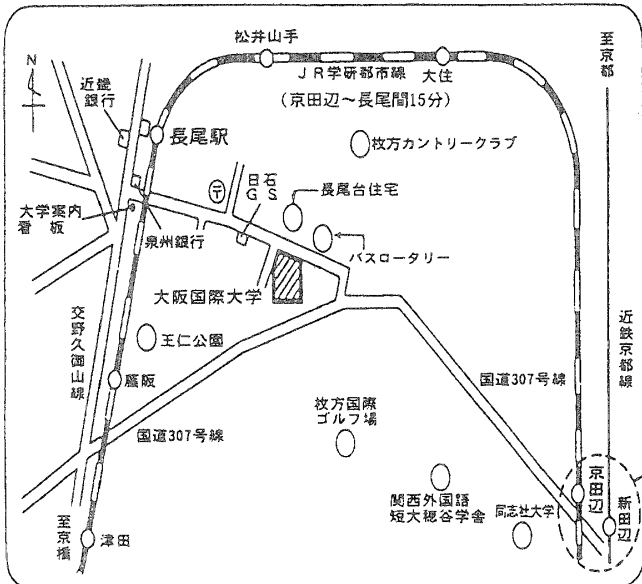 松井山手
至京都
N
JR学研都市線
大住
近畿
銀行
(京田辺〜長尾間15分)
長尾駅
枚方カントリークラブ
〒
日石
GS
長尾台住宅
大学案内
看板
泉州銀行
バスロータリー
大阪国際大学
交野久御山線
王仁公園
近鉄京都線
国道307号線
枚方国際
ゴルフ場
国道307号線
京田辺
関西外国語
短大穂谷学舎
同志社大学
新田辺
至京橋
津田